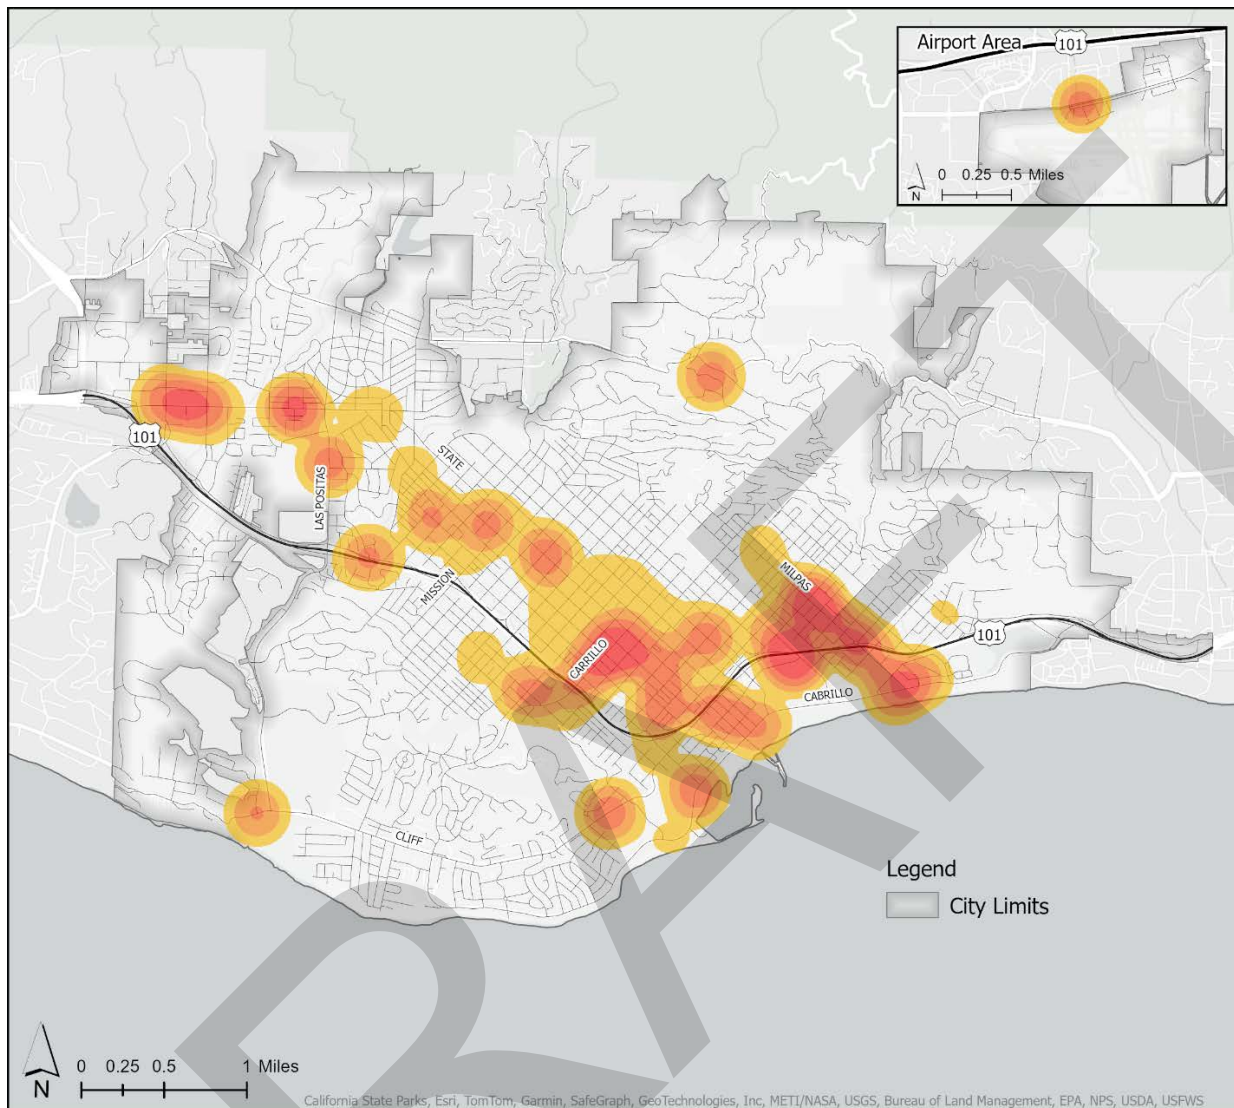 Airport Area
101
0 0.25 0.5 Miles
N
101
STATE
LAS POSITAS
MISSION
MILPAS
CARRILLO
101
CABRILLO
CLIFF
Legend
City Limits
N
0 0.25 0.5 1 Miles
California State Parks, Esri, TomTom, Garmin, SafeGraph, GeoTechnologies, Inc, METI/NASA, USGS, Bureau of Land Management, EPA, NPS, USDA, USFWS
DRAFT